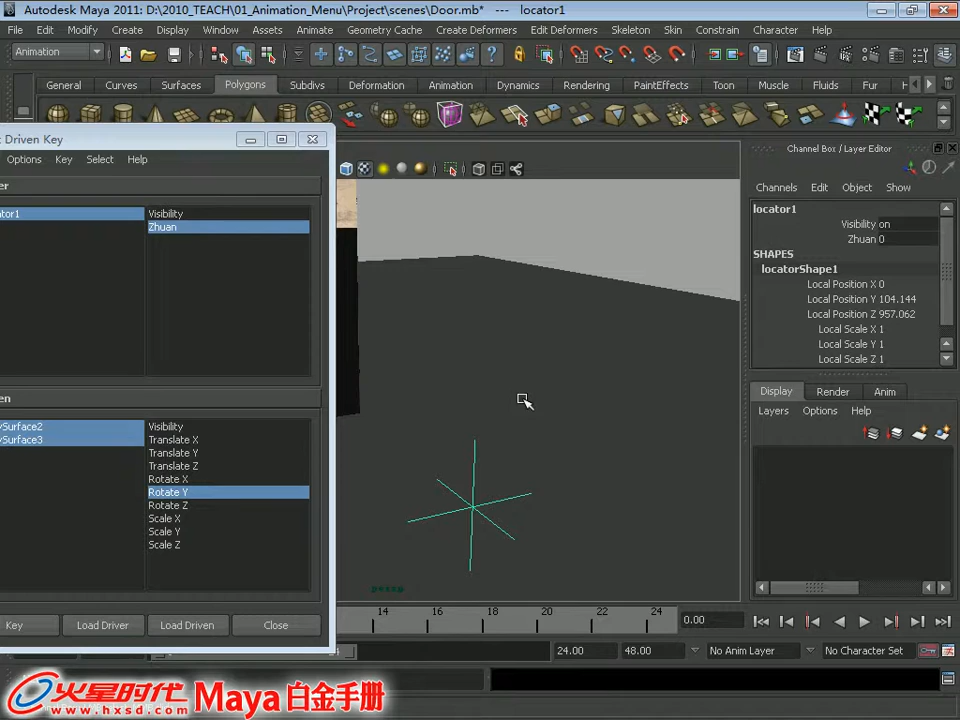 Autodesk Maya 2011: D:\2010_TEACH\01_Animation_Menu\Project\scenes\Door.mb* --- locator1
File Edit Modify Create Display Window Assets Animate Geometry Cache Create Deformers Edit Deformers Skeleton Skin Constrain Character Help
Animation
General Curves Surfaces Polygons Subdivs Deformation Animation Dynamics Rendering PaintEffects Toon Muscle Fluids Fur H
Driven Key
Options Key Select Help
er
ator1
Visibility
Zhuan
en
ySurface2
ySurface3
Visibility
Translate X
Translate Y
Translate Z
Rotate X
Rotate Y
Rotate Z
Scale X
Scale Y
Scale Z
Key Load Driver Load Driven Close
persp
Channel Box / Layer Editor
Channels Edit Object Show
locator1
Visibility on
Zhuan 0
SHAPES
locatorShape1
Local Position X 0
Local Position Y 104.144
Local Position Z 957.062
Local Scale X 1
Local Scale Y 1
Local Scale Z 1
Display Render Anim
Layers Options Help
14 16 18 20 22 24
0.00
24 24.00 48.00 No Anim Layer No Character Set
火星时代
www.hxsd.com
Maya 白金手册